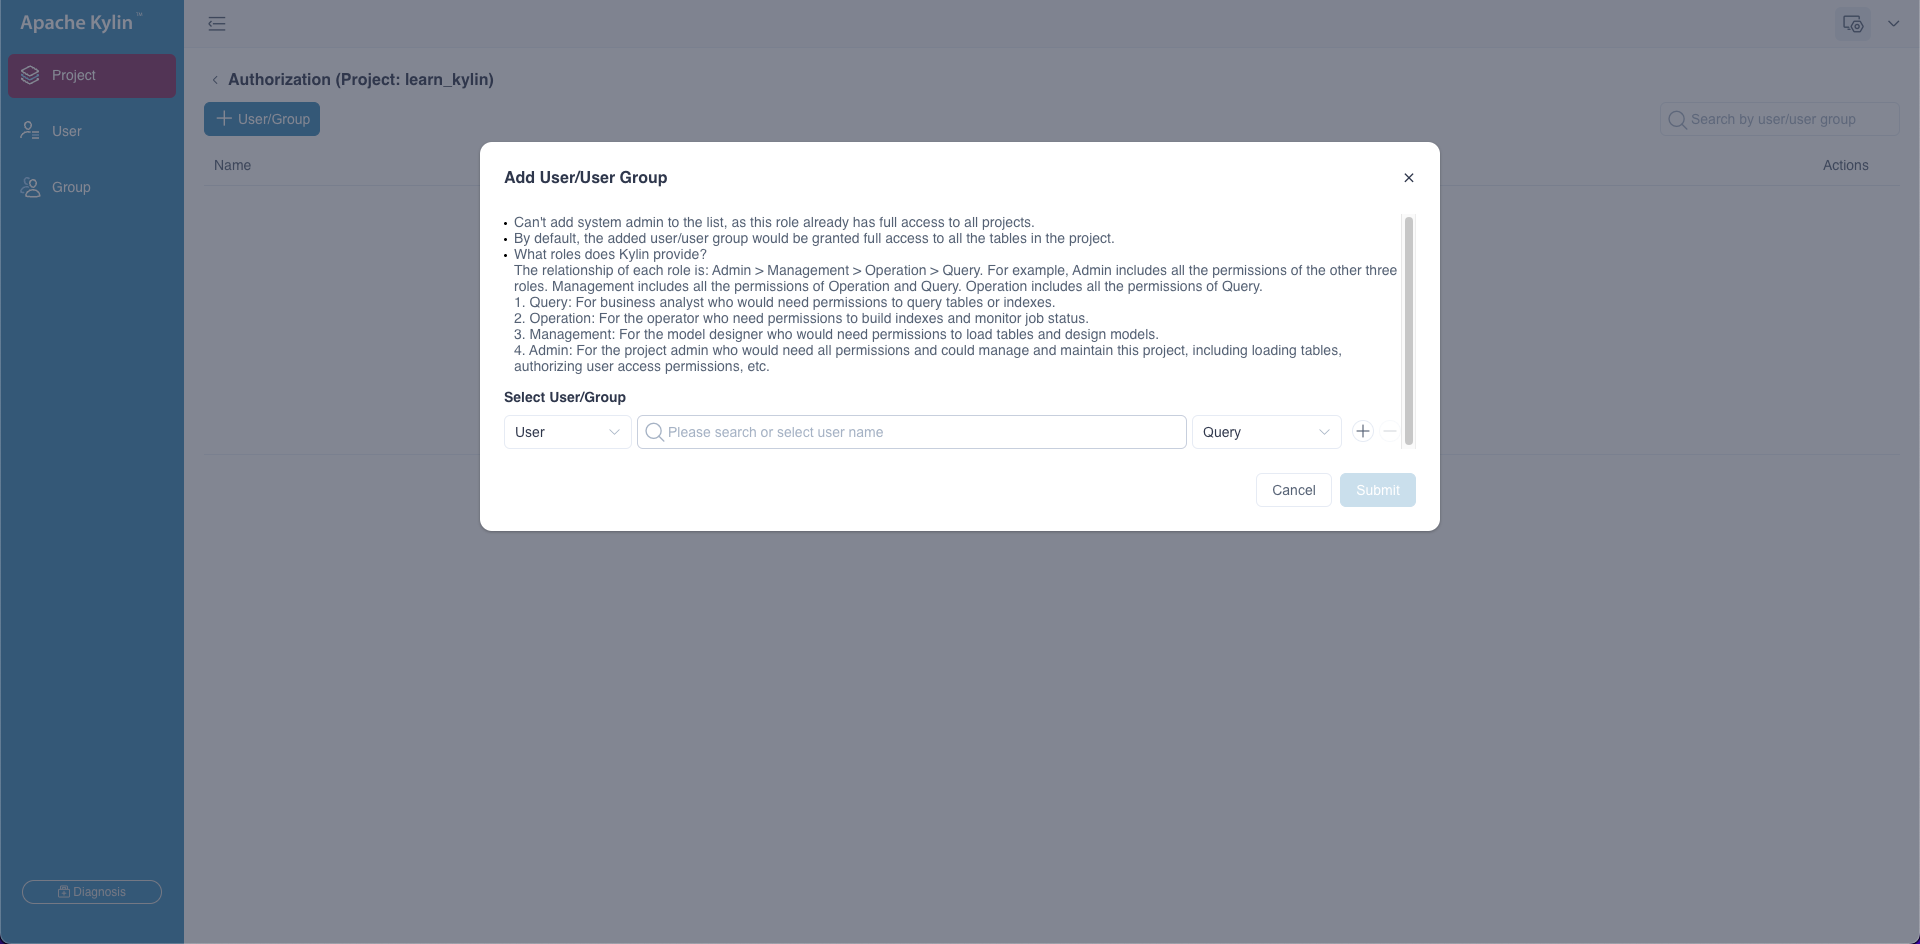 Apache Kylin ™
Project
User
Group
Diagnosis
Authorization (Project: learn_kylin)
User/Group
Search by user/user group
Name
Actions
Add User/User Group
• Can't add system admin to the list, as this role already has full access to all projects.
• By default, the added user/user group would be granted full access to all the tables in the project.
• What roles does Kylin provide?
The relationship of each role is: Admin > Management > Operation > Query. For example, Admin includes all the permissions of the other three
roles. Management includes all the permissions of Operation and Query. Operation includes all the permissions of Query.
1. Query: For business analyst who would need permissions to query tables or indexes.
2. Operation: For the operator who need permissions to build indexes and monitor job status.
3. Management: For the model designer who would need permissions to load tables and design models.
4. Admin: For the project admin who would need all permissions and could manage and maintain this project, including loading tables,
authorizing user access permissions, etc.
Select User/Group
User
Please search or select user name
Query
Cancel
Submit